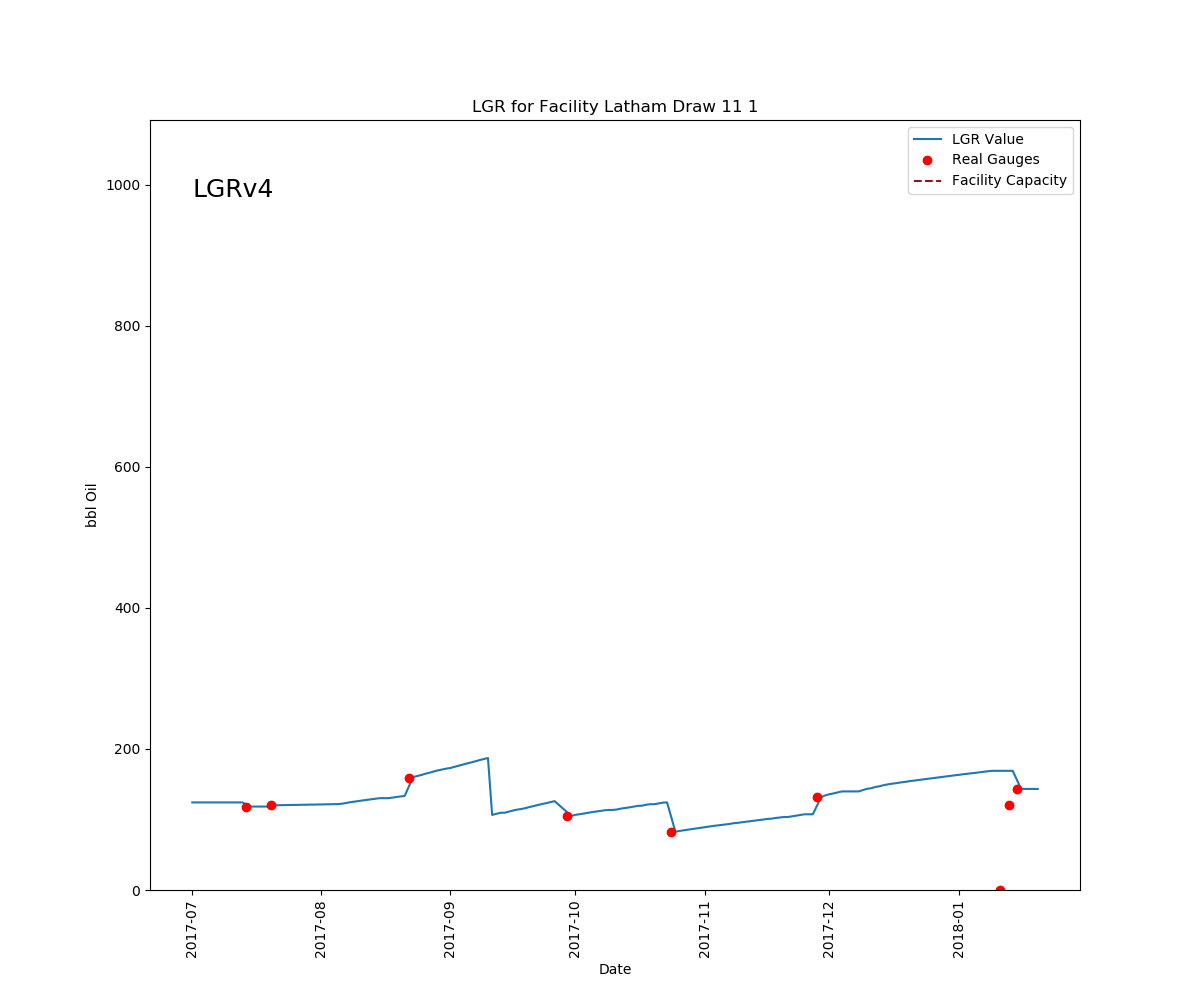 LGR for Facility Latham Draw 11 1
LGR Value
Real Gauges
Facility Capacity
LGRv4
1000
800
600
400
200
0
bbl Oil
2017-07
2017-08
2017-09
2017-10
2017-11
2017-12
2018-01
Date